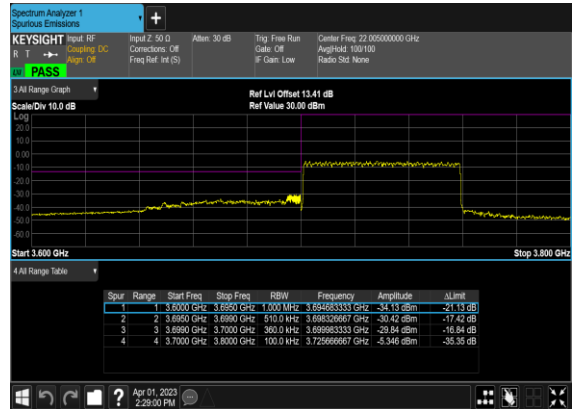 Spectrum Analyzer 1
Spurious Emissions
+
KEYSIGHT Input: RF Input Z: 50 Ω Atten: 30 dB Trig: Free Run Center Freq: 22.005000000 GHz
R T Coupling: DC Corrections: Off Gate: Off Avg|Hold: 100/100
Align: Off Freq Ref: Int (S) IF Gain: Low Radio Std: None
LW PASS
3 All Range Graph
Ref Lvl Offset 13.41 dB
Scale/Div 10.0 dB Ref Value 30.00 dBm
Log
20.0
10.0
0.00
-10.0
-20.0
-30.0
-40.0
-50.0
-60.0
Start 3.600 GHz Stop 3.800 GHz
4 All Range Table
Spur Range Start Freq Stop Freq RBW Frequency Amplitude ΔLimit
1 1 3.6000 GHz 3.6950 GHz 1.000 MHz 3.694683333 GHz -34.13 dBm -21.13 dB
2 2 3.6950 GHz 3.6990 GHz 510.0 kHz 3.698326667 GHz -30.42 dBm -17.42 dB
3 3 3.6990 GHz 3.7000 GHz 360.0 kHz 3.699983333 GHz -29.84 dBm -16.84 dB
4 4 3.7000 GHz 3.8000 GHz 100.0 kHz 3.725666667 GHz -5.346 dBm -35.35 dB
? Apr 01, 2023
2:29:00 PM